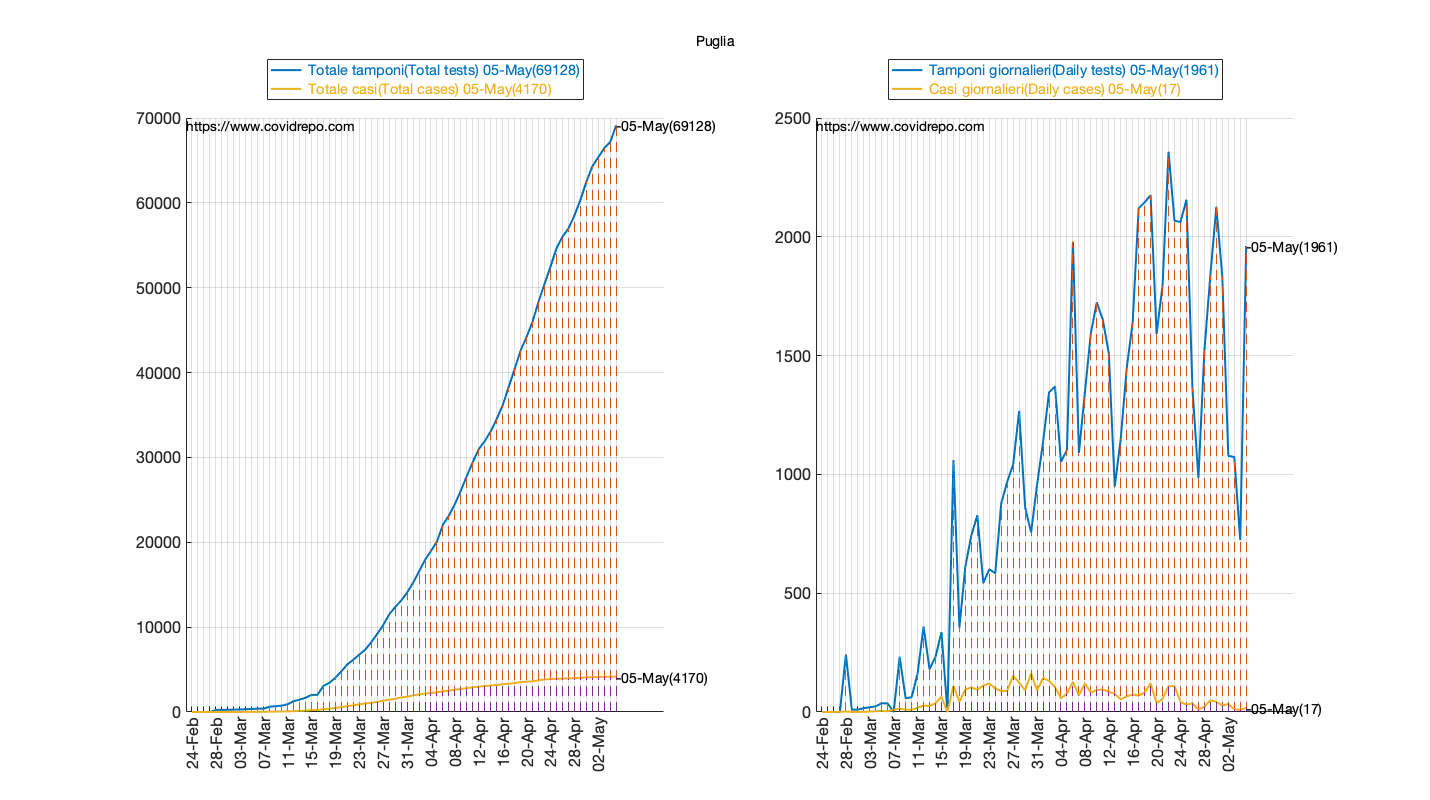 Puglia
Totale tamponi(Total tests) 05-May(69128)
Totale casi(Total cases) 05-May(4170)
70000
60000
50000
40000
30000
20000
10000
0
https://www.covidrepo.com
05-May(69128)
05-May(4170)
24-Feb
28-Feb
03-Mar
07-Mar
11-Mar
15-Mar
19-Mar
23-Mar
27-Mar
31-Mar
04-Apr
08-Apr
12-Apr
16-Apr
20-Apr
24-Apr
28-Apr
02-May
Tamponi giornalieri(Daily tests) 05-May(1961)
Casi giornalieri(Daily cases) 05-May(17)
2500
2000
1500
1000
500
0
https://www.covidrepo.com
05-May(1961)
05-May(17)
24-Feb
28-Feb
03-Mar
07-Mar
11-Mar
15-Mar
19-Mar
23-Mar
27-Mar
31-Mar
04-Apr
08-Apr
12-Apr
16-Apr
20-Apr
24-Apr
28-Apr
02-May